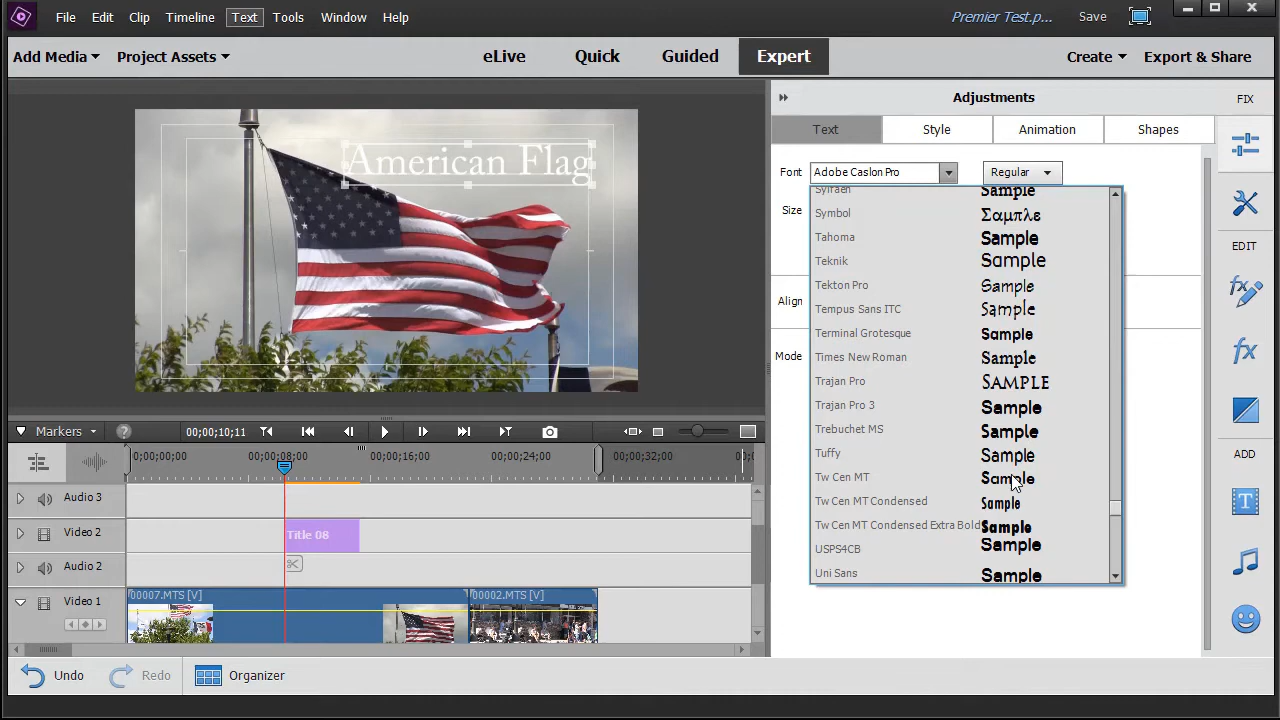 File Edit Clip Timeline Text Tools Window Help Premier Test.p... Save
Add Media Project Assets eLive Quick Guided Expert Create Export & Share
American Flag
Adjustments FIX
Text Style Animation Shapes
Font Adobe Caslon Pro Regular
Size
Align
Mode
Sylfaen Sample
Symbol Σαμπλε
Tahoma Sample
Teknik Sample
Tekton Pro Sample
Tempus Sans ITC Sample
Terminal Grotesque Sample
Times New Roman Sample
Trajan Pro SAMPLE
Trajan Pro 3 Sample
Trebuchet MS Sample
Tuffy Sample
Tw Cen MT Sample
Tw Cen MT Condensed Sample
Tw Cen MT Condensed Extra Bold Sample
USPS4CB Sample
Uni Sans Sample
EDIT
fx
ADD
T
Markers ? 00;00;10;11
0;00;00;00 00;00;08;00 0;00;16;00 0;00;24;00 00;00;32;00 00;0
Audio 3
Video 2 Title 08
Audio 2
Video 1 00007.MTS [V] 00002.MTS [V]
Undo Redo Organizer